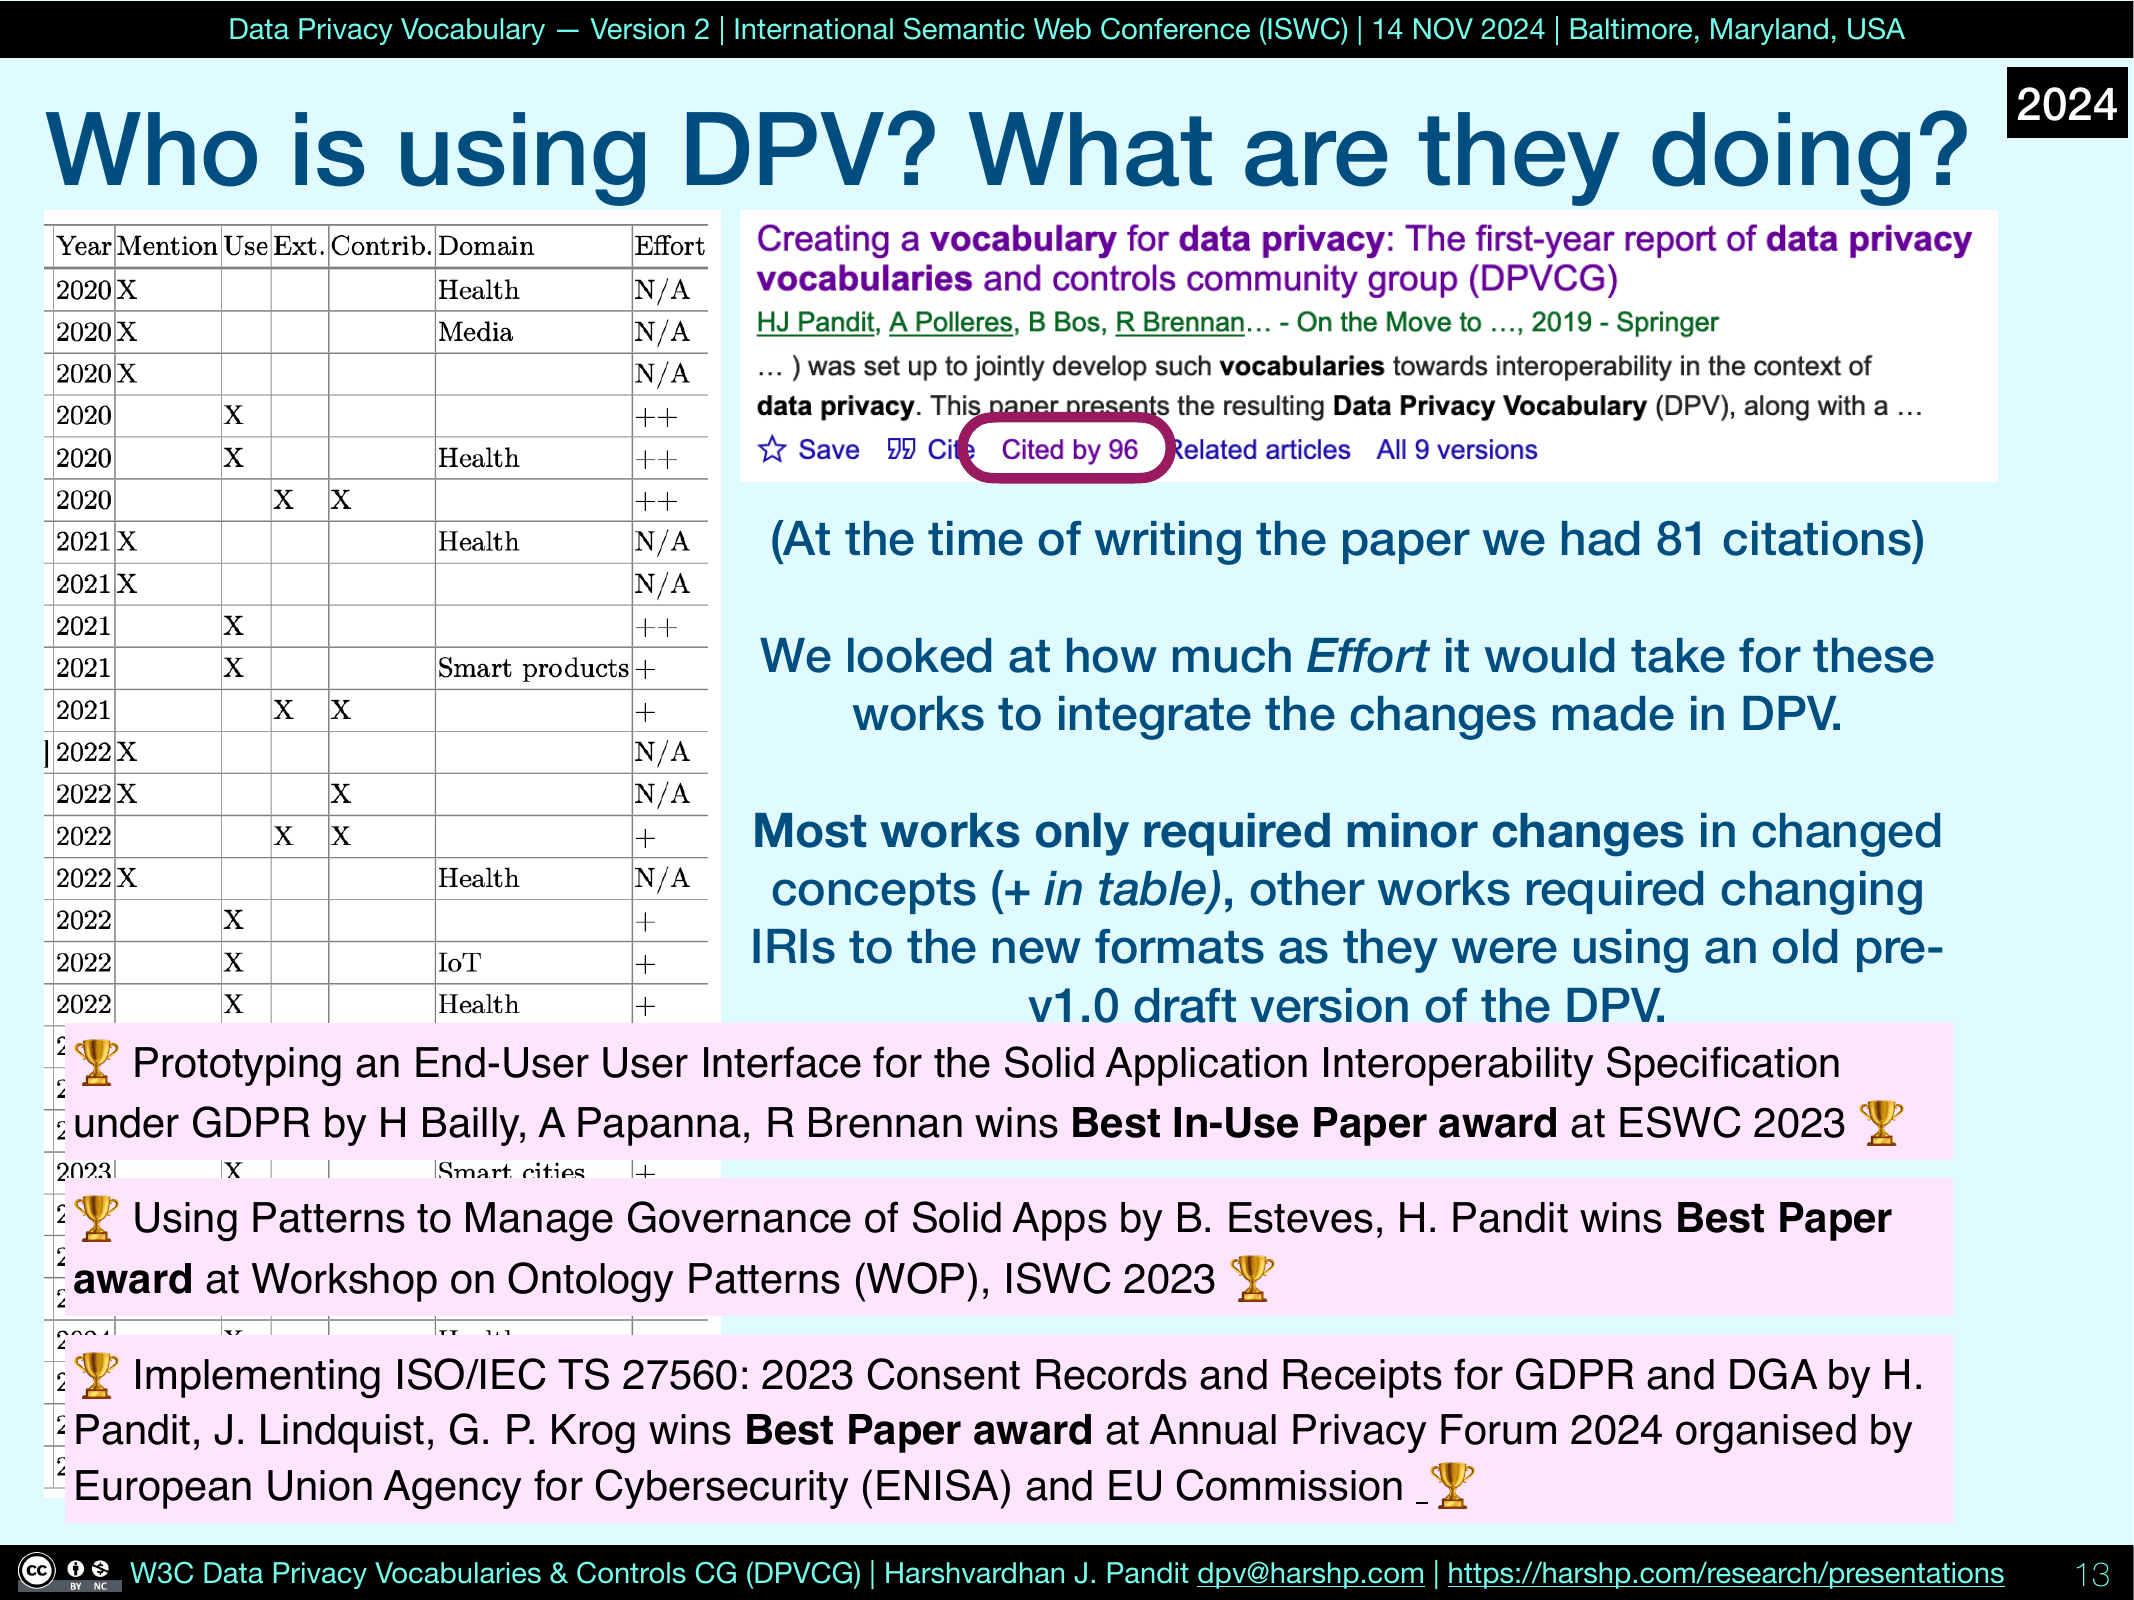 Data Privacy Vocabulary — Version 2 | International Semantic Web Conference (ISWC) | 14 NOV 2024 | Baltimore, Maryland, USA
2024
Who is using DPV? What are they doing?
Year Mention Use Ext. Contrib. Domain Effort
2020 X Health N/A
2020 X Media N/A
2020 X N/A
2020 X ++
2020 X Health ++
2020 X X ++
2021 X Health N/A
2021 X N/A
2021 X ++
2021 X Smart products +
2021 X X +
] 2022 X N/A
2022 X X N/A
2022 X X +
2022 X Health N/A
2022 X +
2022 X IoT +
2022 X Health +
2023 X Smart cities +
Creating a vocabulary for data privacy: The first-year report of data privacy
vocabularies and controls community group (DPVCG)
HJ Pandit, A Polleres, B Bos, R Brennan… - On the Move to …, 2019 - Springer
… ) was set up to jointly develop such vocabularies towards interoperability in the context of
data privacy. This paper presents the resulting Data Privacy Vocabulary (DPV), along with a …
Save Cite Cited by 96 Related articles All 9 versions
(At the time of writing the paper we had 81 citations)
We looked at how much Effort it would take for these
works to integrate the changes made in DPV.
Most works only required minor changes in changed
concepts (+ in table), other works required changing
IRIs to the new formats as they were using an old pre-
v1.0 draft version of the DPV.
🏆 Prototyping an End-User User Interface for the Solid Application Interoperability Specification
under GDPR by H Bailly, A Papanna, R Brennan wins Best In-Use Paper award at ESWC 2023 🏆
🏆 Using Patterns to Manage Governance of Solid Apps by B. Esteves, H. Pandit wins Best Paper
award at Workshop on Ontology Patterns (WOP), ISWC 2023 🏆
🏆 Implementing ISO/IEC TS 27560: 2023 Consent Records and Receipts for GDPR and DGA by H.
Pandit, J. Lindquist, G. P. Krog wins Best Paper award at Annual Privacy Forum 2024 organised by
European Union Agency for Cybersecurity (ENISA) and EU Commission _🏆
cc BY NC W3C Data Privacy Vocabularies & Controls CG (DPVCG) | Harshvardhan J. Pandit dpv@harshp.com | https://harshp.com/research/presentations 13